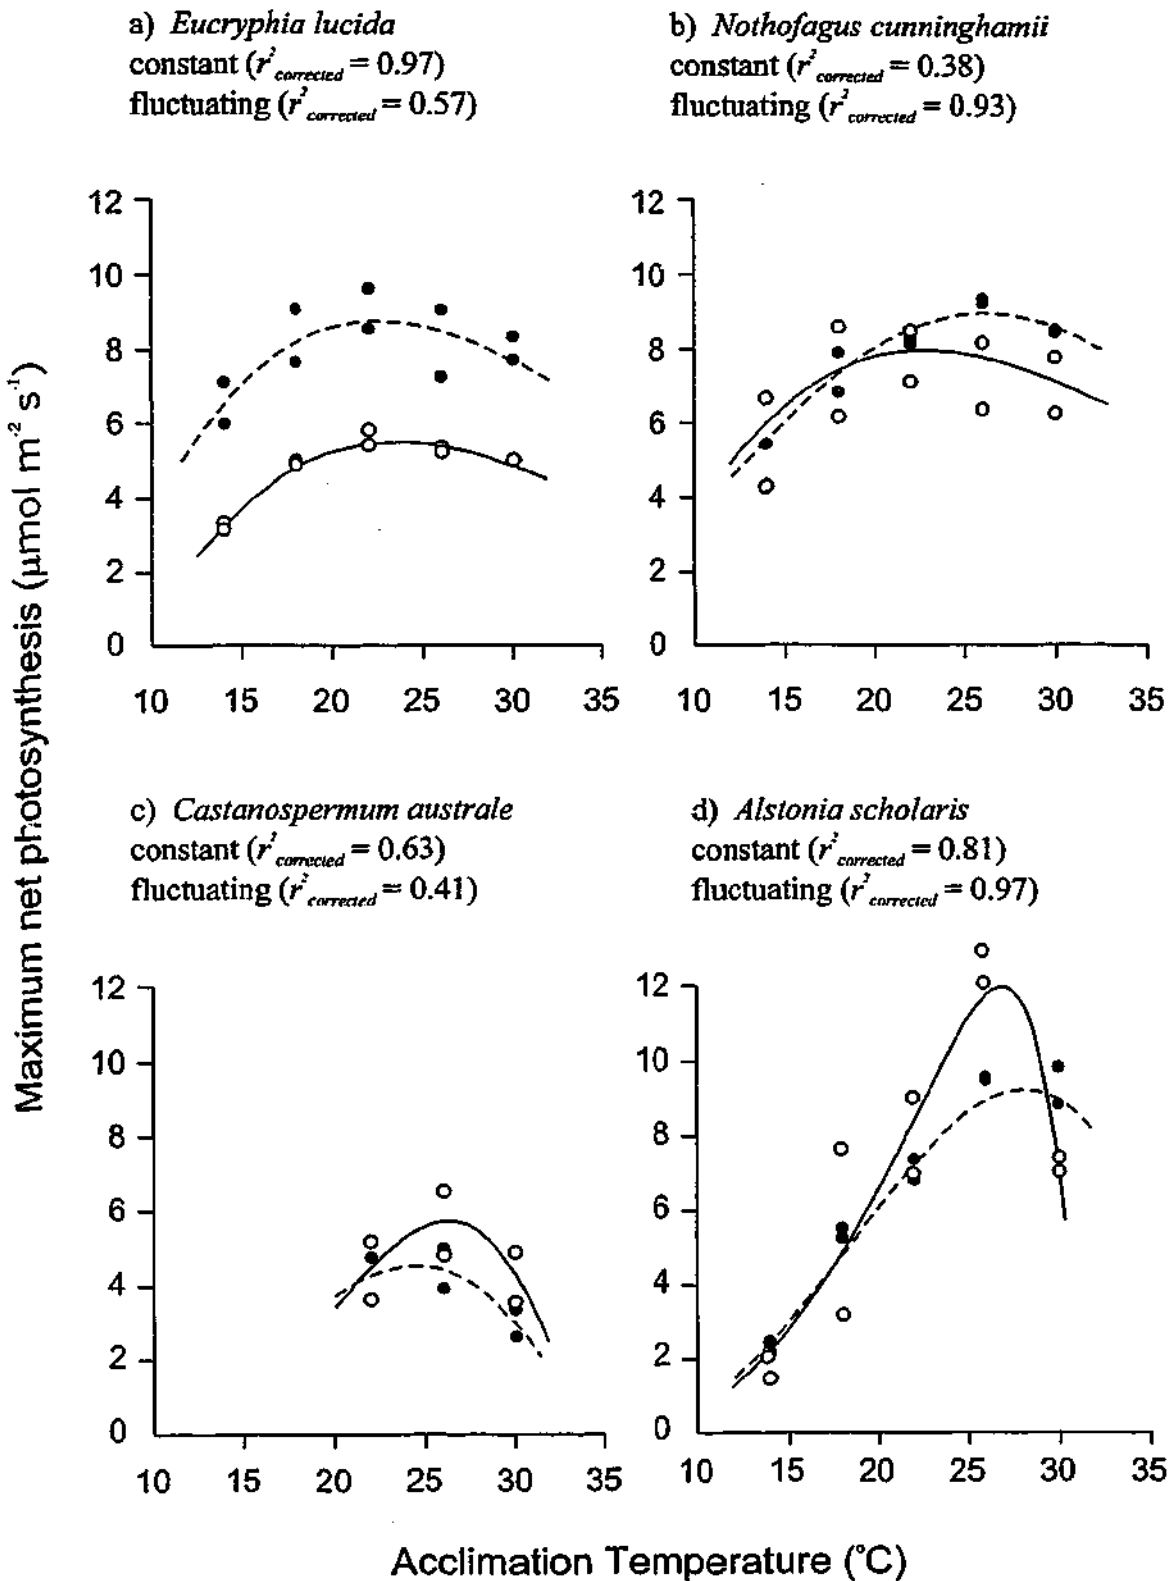 a) Eucryphia lucida
constant (r²corrected = 0.97)
fluctuating (r²corrected = 0.57)
b) Nothofagus cunninghamii
constant (r²corrected = 0.38)
fluctuating (r²corrected = 0.93)
12
10
8
6
4
2
0
10 15 20 25 30 35
12
10
8
6
4
2
0
10 15 20 25 30 35
c) Castanospermum australe
constant (r²corrected = 0.63)
fluctuating (r²corrected = 0.41)
d) Alstonia scholaris
constant (r²corrected = 0.81)
fluctuating (r²corrected = 0.97)
12
10
8
6
4
2
0
10 15 20 25 30 35
12
10
8
6
4
2
0
10 15 20 25 30 35
Maximum net photosynthesis (μmol m⁻² s⁻¹)
Acclimation Temperature (°C)